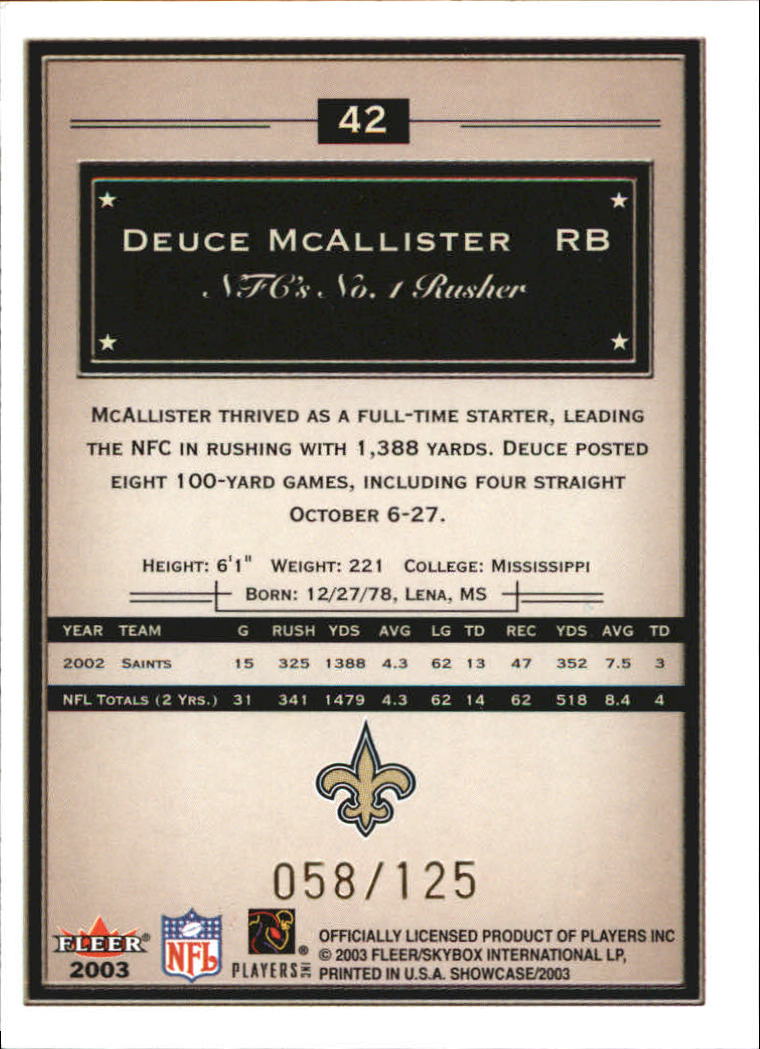 42
DEUCE MCALLISTER RB
NFC's No. 1 Rusher
MCALLISTER THRIVED AS A FULL-TIME STARTER, LEADING
THE NFC IN RUSHING WITH 1,388 YARDS. DEUCE POSTED
EIGHT 100-YARD GAMES, INCLUDING FOUR STRAIGHT
OCTOBER 6-27.
HEIGHT: 6'1" WEIGHT: 221 COLLEGE: MISSISSIPPI
BORN: 12/27/78, LENA, MS
YEAR TEAM G RUSH YDS AVG LG TD REC YDS AVG TD
2002 SAINTS 15 325 1388 4.3 62 13 47 352 7.5 3
NFL TOTALS (2 YRS.) 31 341 1479 4.3 62 14 62 518 8.4 4
058/125
FLEER®
2003
NFL
PLAYERS INC ®
OFFICIALLY LICENSED PRODUCT OF PLAYERS INC
© 2003 FLEER/SKYBOX INTERNATIONAL LP,
PRINTED IN U.S.A. SHOWCASE/2003